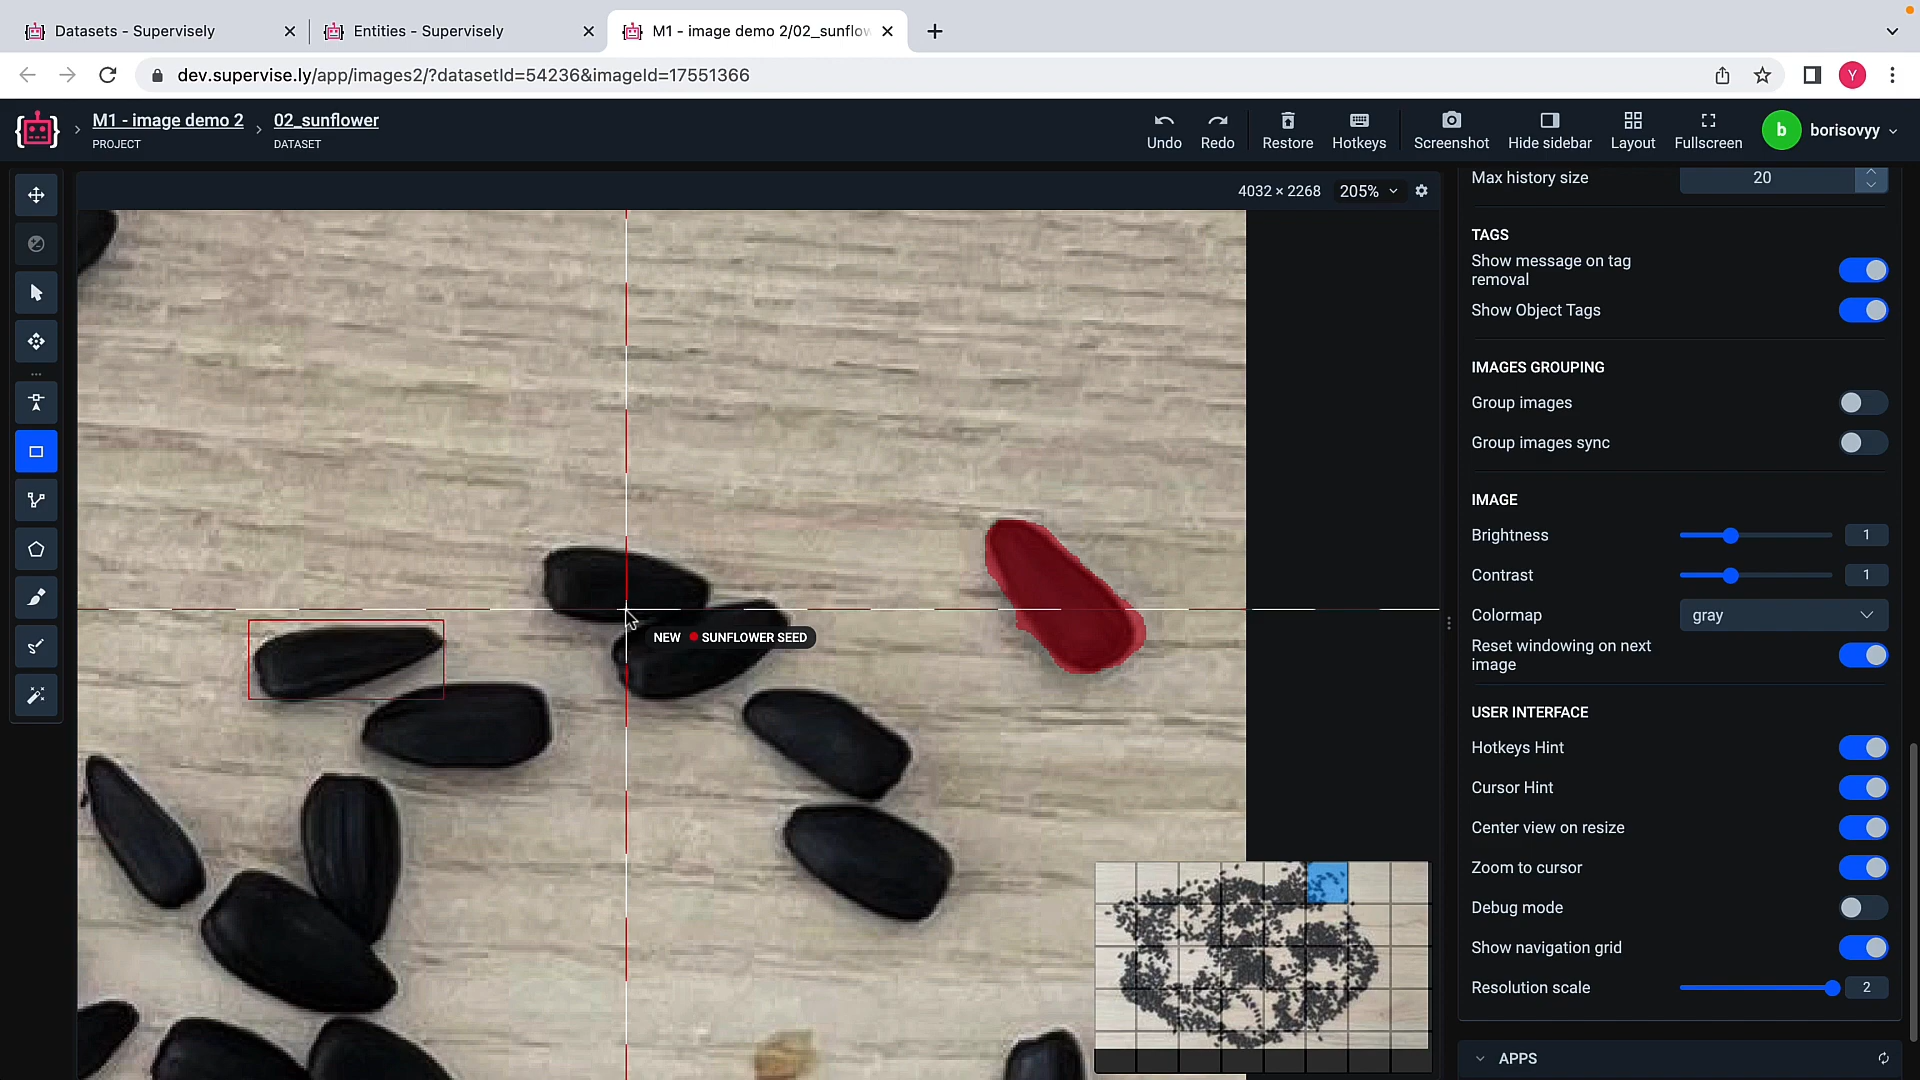 Datasets - Supervisely
Entities - Supervisely
M1 - image demo 2/02_sunflow
dev.supervise.ly/app/images2/?datasetId=54236&imageId=17551366
Y
M1 - image demo 2
PROJECT
02_sunflower
DATASET
Undo
Redo
Restore
Hotkeys
Screenshot
Hide sidebar
Layout
Fullscreen
b
borisovyy
4032 × 2268
205%
NEW
SUNFLOWER SEED
Max history size
20
TAGS
Show message on tag
removal
Show Object Tags
IMAGES GROUPING
Group images
Group images sync
IMAGE
Brightness
1
Contrast
1
Colormap
gray
Reset windowing on next
image
USER INTERFACE
Hotkeys Hint
Cursor Hint
Center view on resize
Zoom to cursor
Debug mode
Show navigation grid
Resolution scale
2
APPS